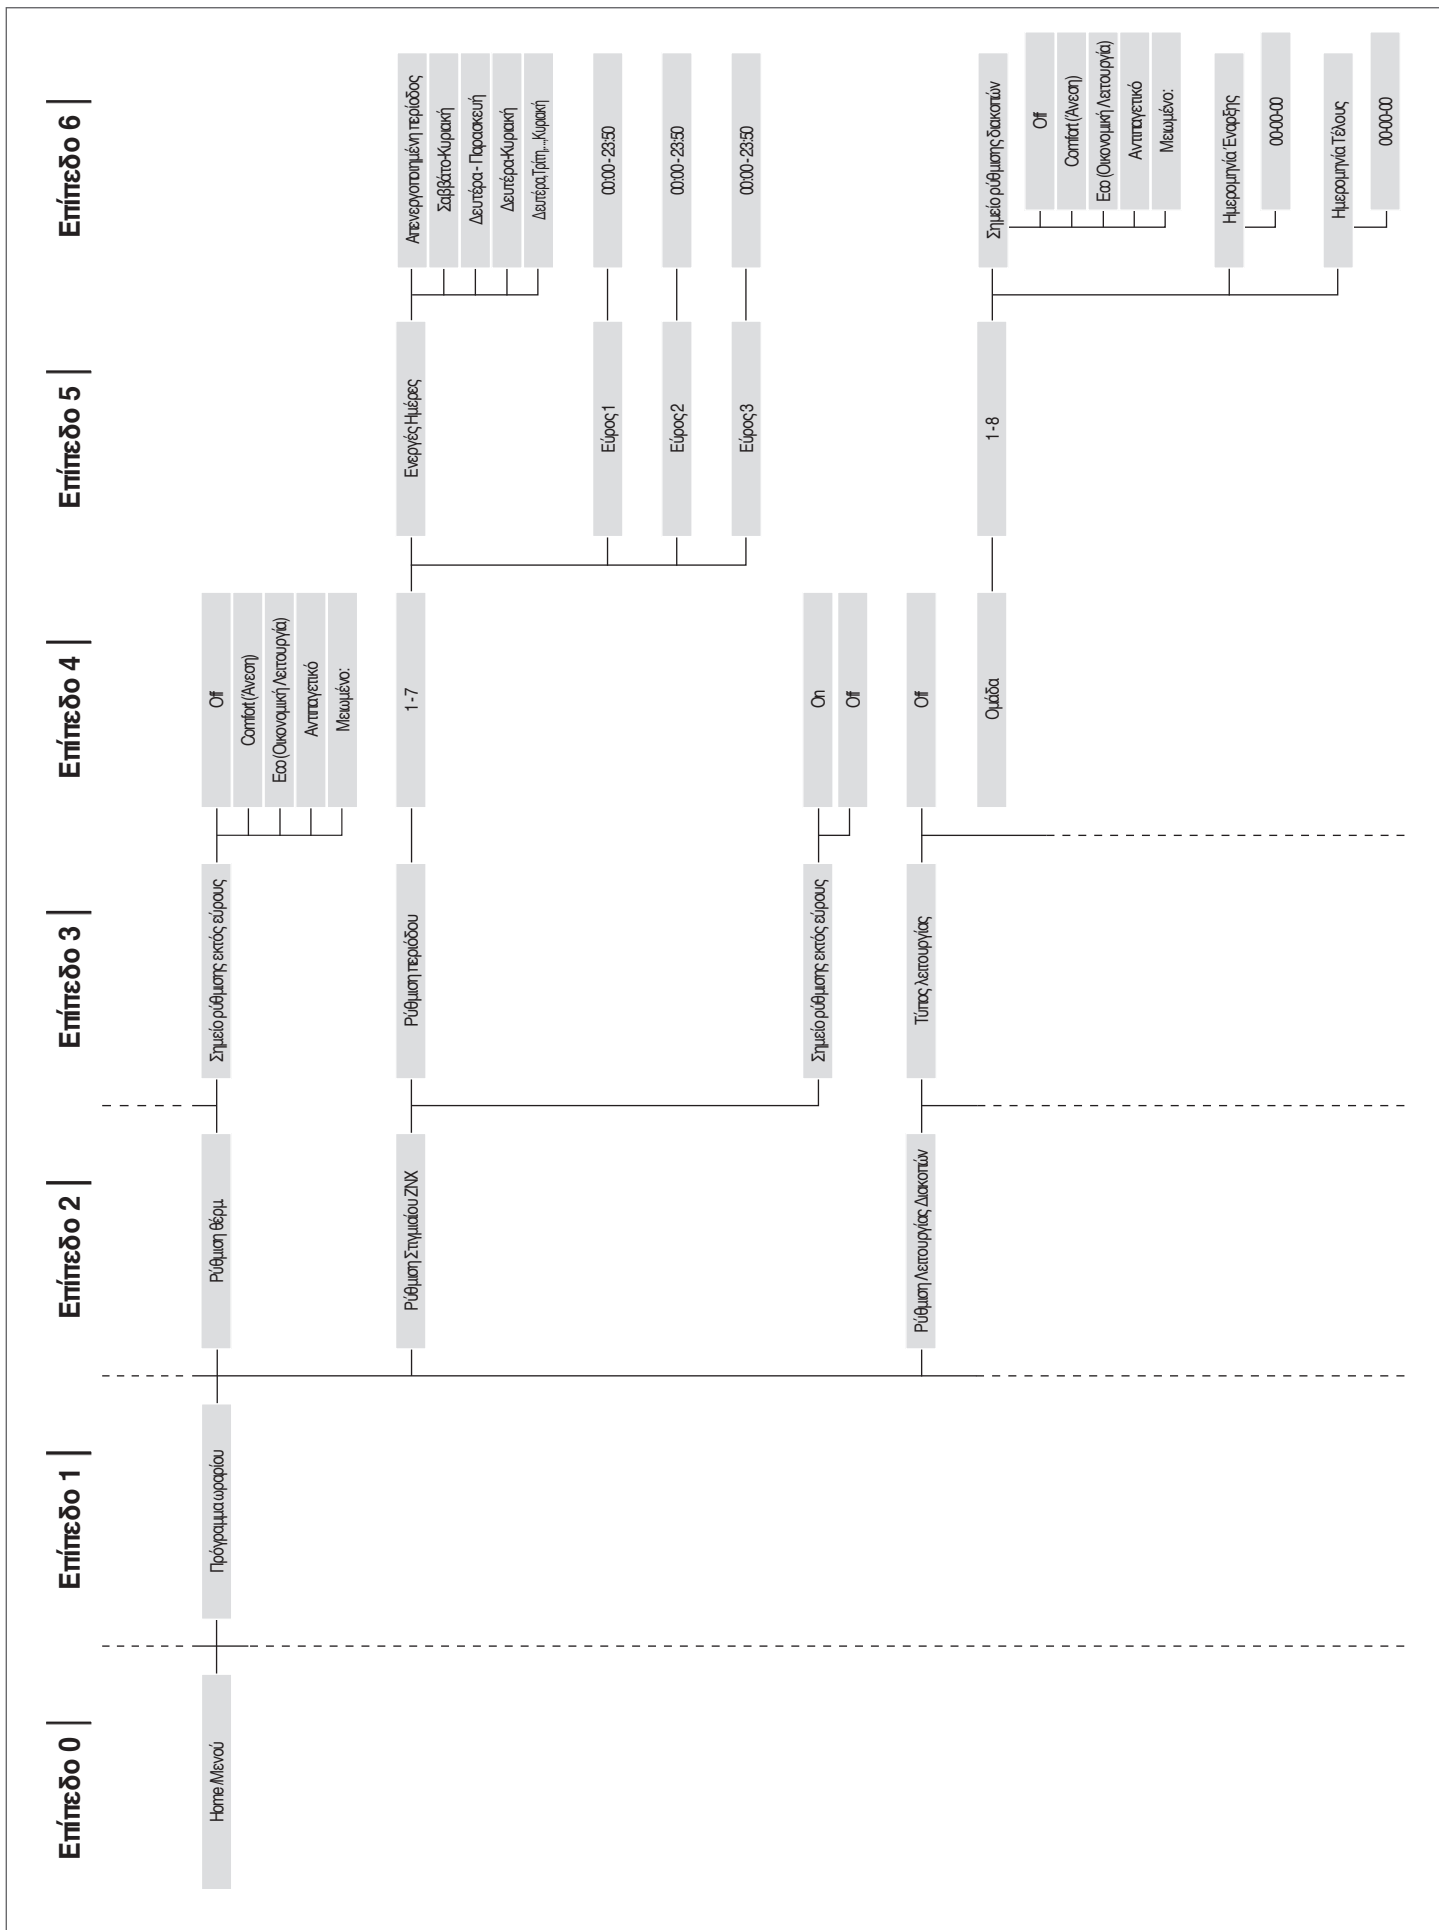 Επίπεδο 0
Επίπεδο 1
Επίπεδο 2
Επίπεδο 3
Επίπεδο 4
Επίπεδο 5
Επίπεδο 6
Home /Μενού
Πρόγραμμα ωραρίου
Ρύθμιση θέρμ.
Σημείο ρύθμισης εκτός εύρους
Off
Comfort (Άνεση)
Eco (Οικονομική Λειτουργία)
Αντιπαγετικό
Μειωμένο:
Ρύθμιση Στιγμιαίου ΖΝΧ
Ρύθμιση περιόδου
1 - 7
Ενεργές Ημέρες
Απενεργοποιημένη περίοδος
Σαββάτο-Κυριακή
Δευτέρα - Παρασκευή
Δευτέρα-Κυριακή
Δευτέρα,Τρίτη,...,Κυριακή
Εύρος 1
00:00 - 23:50
Εύρος 2
00:00 - 23:50
Εύρος 3
00:00 - 23:50
Σημείο ρύθμισης εκτός εύρους
On
Off
Ρύθμιση Λειτουργίας Διακοπών
Τύπος λειτουργίας
Off
Ομάδα
1 - 8
Σημείο ρύθμισης διακοπών
Off
Comfort (Άνεση)
Eco (Οικονομική Λειτουργία)
Αντιπαγετικό
Μειωμένο:
Ημερομηνία Έναρξης
00-00-00
Ημερομηνία Τέλους
00-00-00